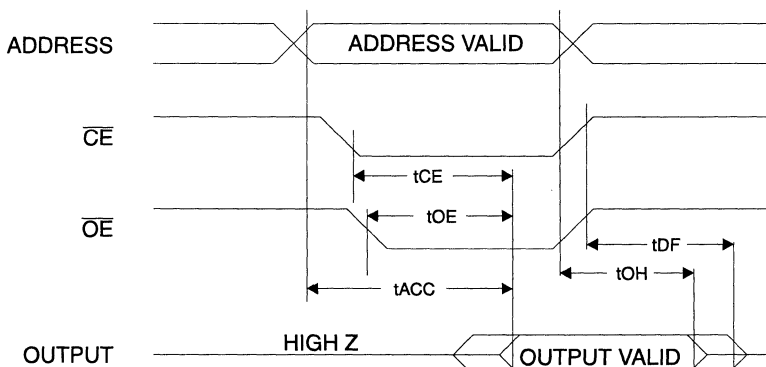 ADDRESS
ADDRESS VALID
CE
tCE
OE
tOE
tDF
tOH
tACC
HIGH Z
OUTPUT
OUTPUT VALID